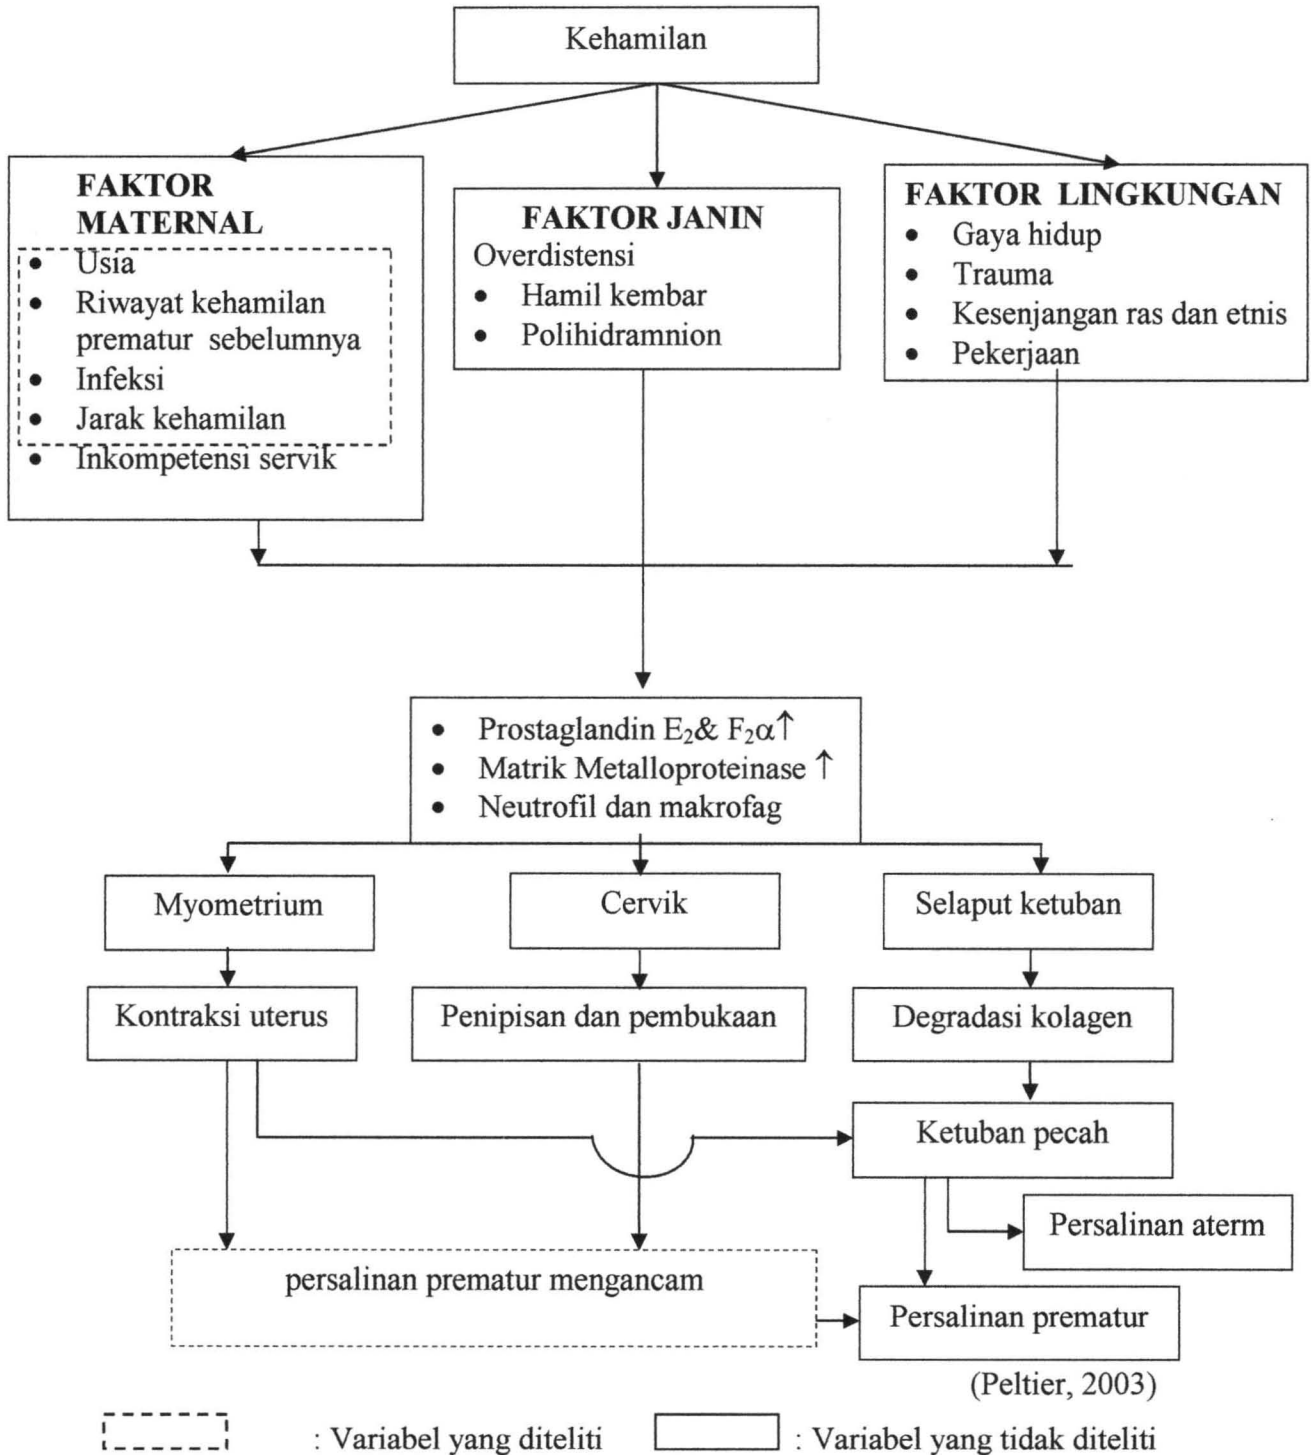 Kehamilan
FAKTOR
MATERNAL
• Usia
• Riwayat kehamilan
prematur sebelumnya
• Infeksi
• Jarak kehamilan
• Inkompetensi servik
FAKTOR JANIN
Overdistensi
• Hamil kembar
• Polihidramnion
FAKTOR LINGKUNGAN
• Gaya hidup
• Trauma
• Kesenjangan ras dan etnis
• Pekerjaan
• Prostaglandin E₂& F₂α↑
• Matrik Metalloproteinase ↑
• Neutrofil dan makrofag
Myometrium
Cervik
Selaput ketuban
Kontraksi uterus
Penipisan dan pembukaan
Degradasi kolagen
Ketuban pecah
Persalinan aterm
persalinan prematur mengancam
Persalinan prematur
(Peltier, 2003)
: Variabel yang diteliti
: Variabel yang tidak diteliti